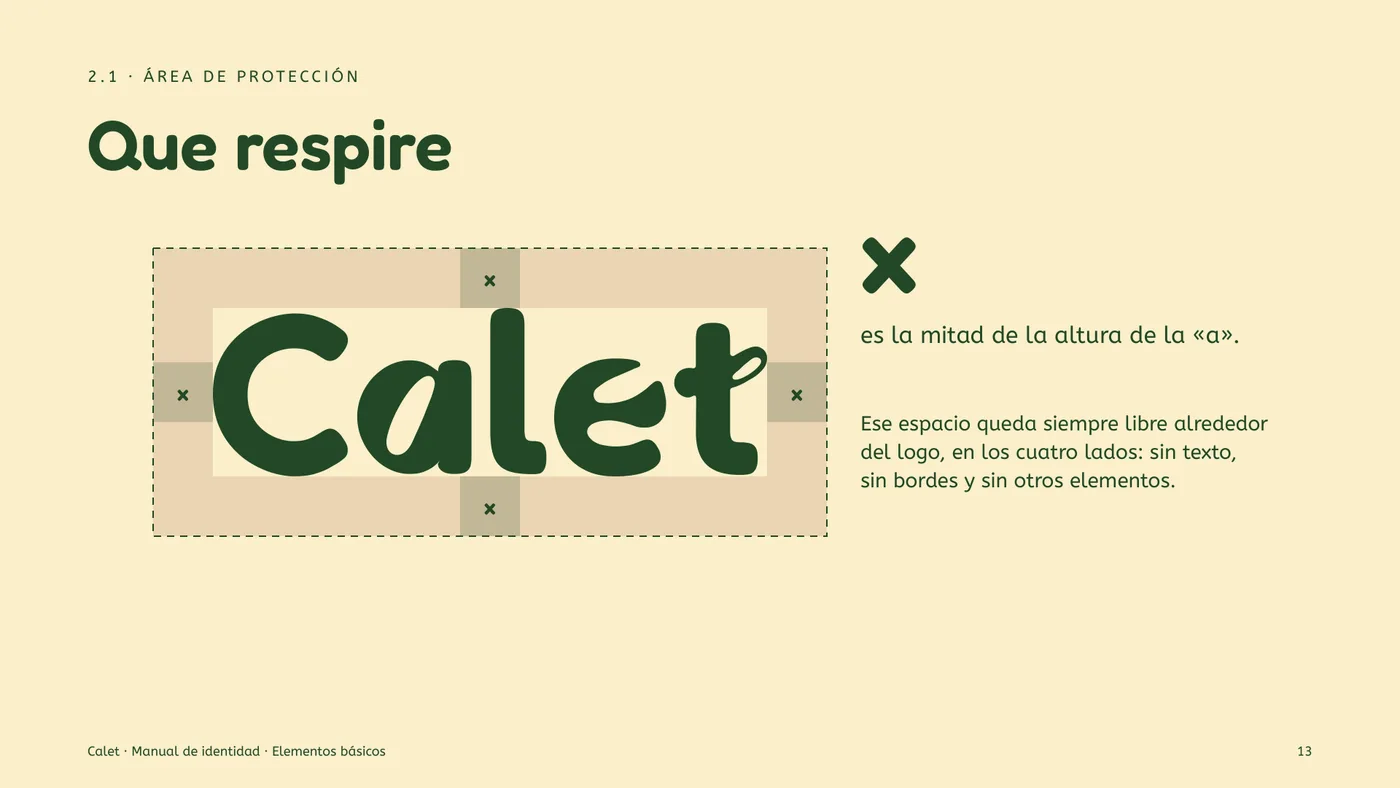 2.1 · ÁREA DE PROTECCIÓN
Que respire
×
×
Calet
×
×
×
es la mitad de la altura de la «a».
Ese espacio queda siempre libre alrededor
del logo, en los cuatro lados: sin texto,
sin bordes y sin otros elementos.
Calet · Manual de identidad · Elementos básicos
13